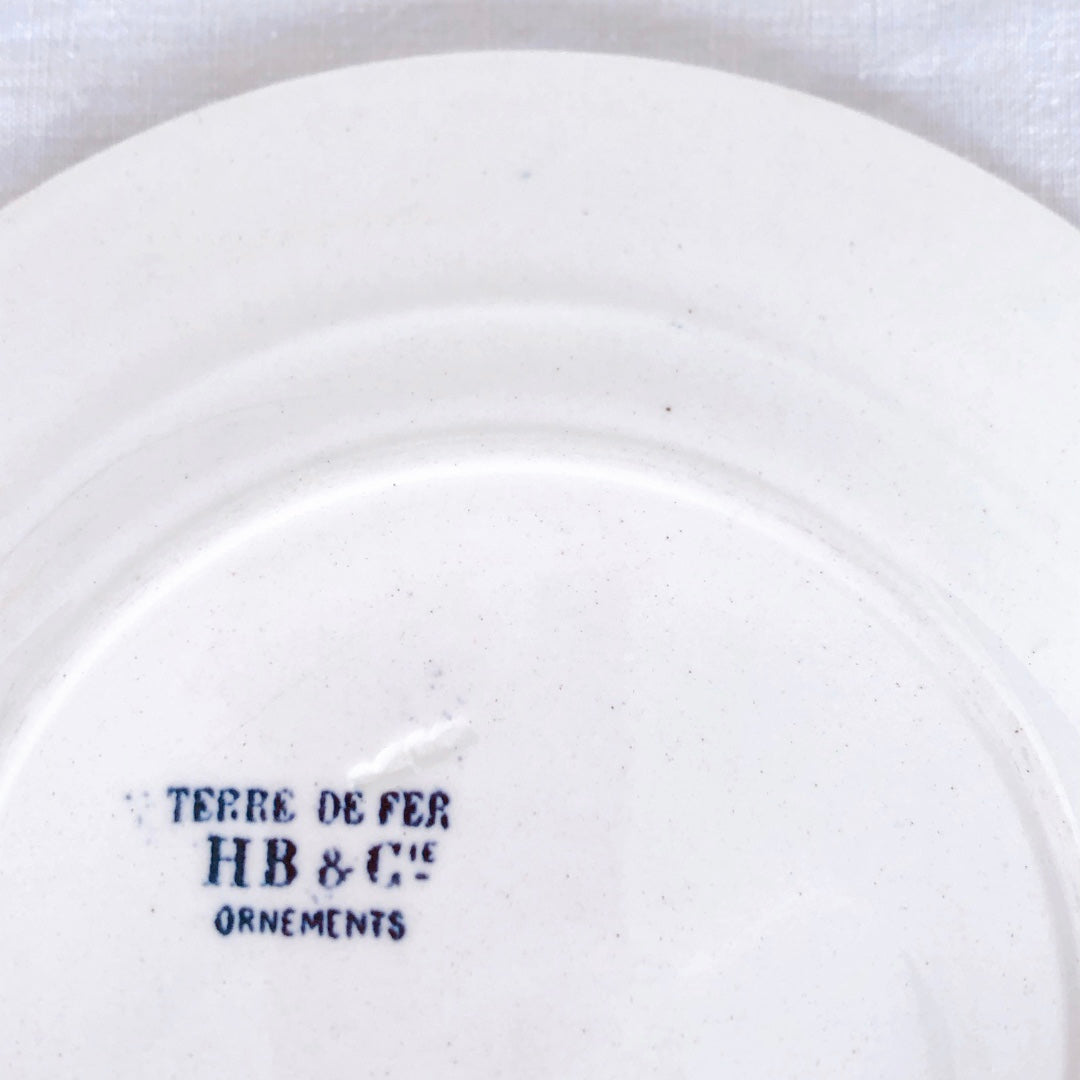 TERRE DE FER
HB & Cie
ORNEMENTS